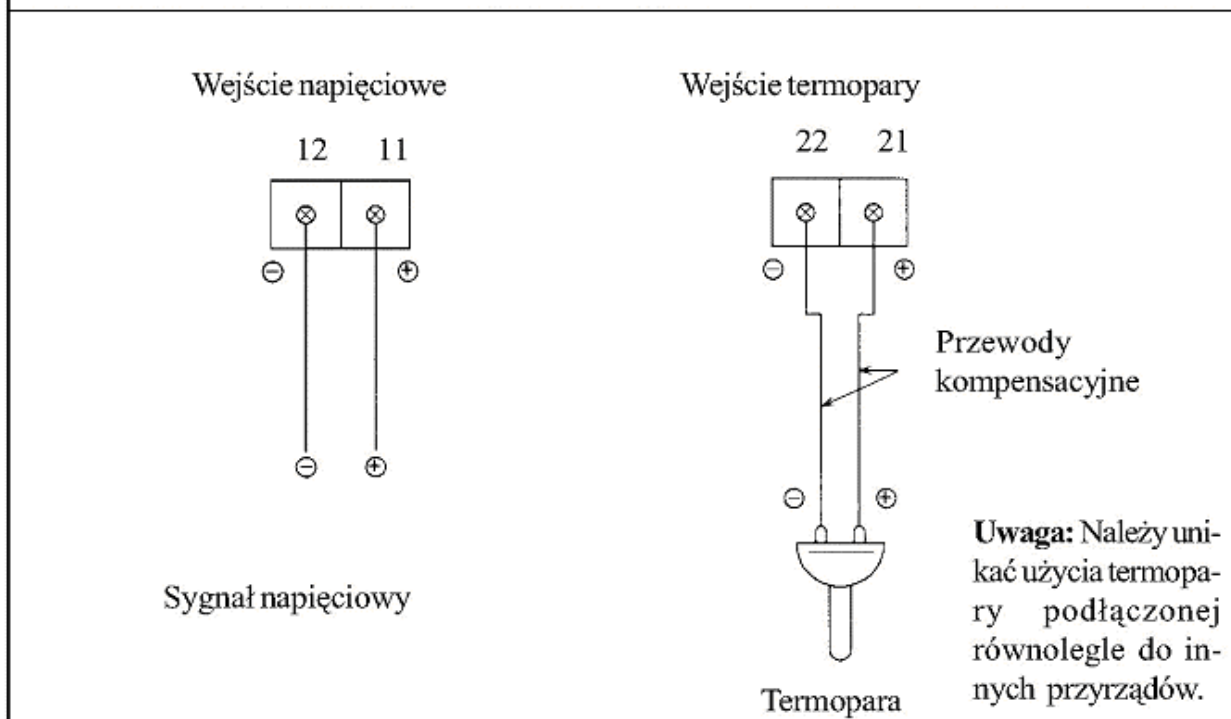 Wejście napięciowe
12 11
⊖ ⊕
⊖ ⊕
Sygnał napięciowy
Wejście termopary
22 21
⊖ ⊕
Przewody
kompensacyjne
⊖ ⊕
Termopara
Uwaga: Należy uni-
kać użycia termopa-
ry podłączonej
równolegle do in-
nych przyrządów.